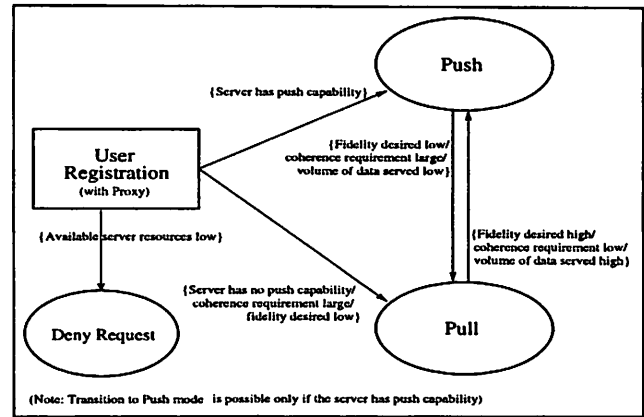 Push
{Server has push capability}
{Fidelity desired low/
coherence requirement large/
volume of data served low}
User
Registration
(with Proxy)
{Available server resources low}
{Fidelity desired high/
coherence requirement low/
volume of data served high}
{Server has no push capability/
coherence requirement large/
fidelity desired low}
Deny Request
Pull
(Note: Transition to Push mode is possible only if the server has push capability)